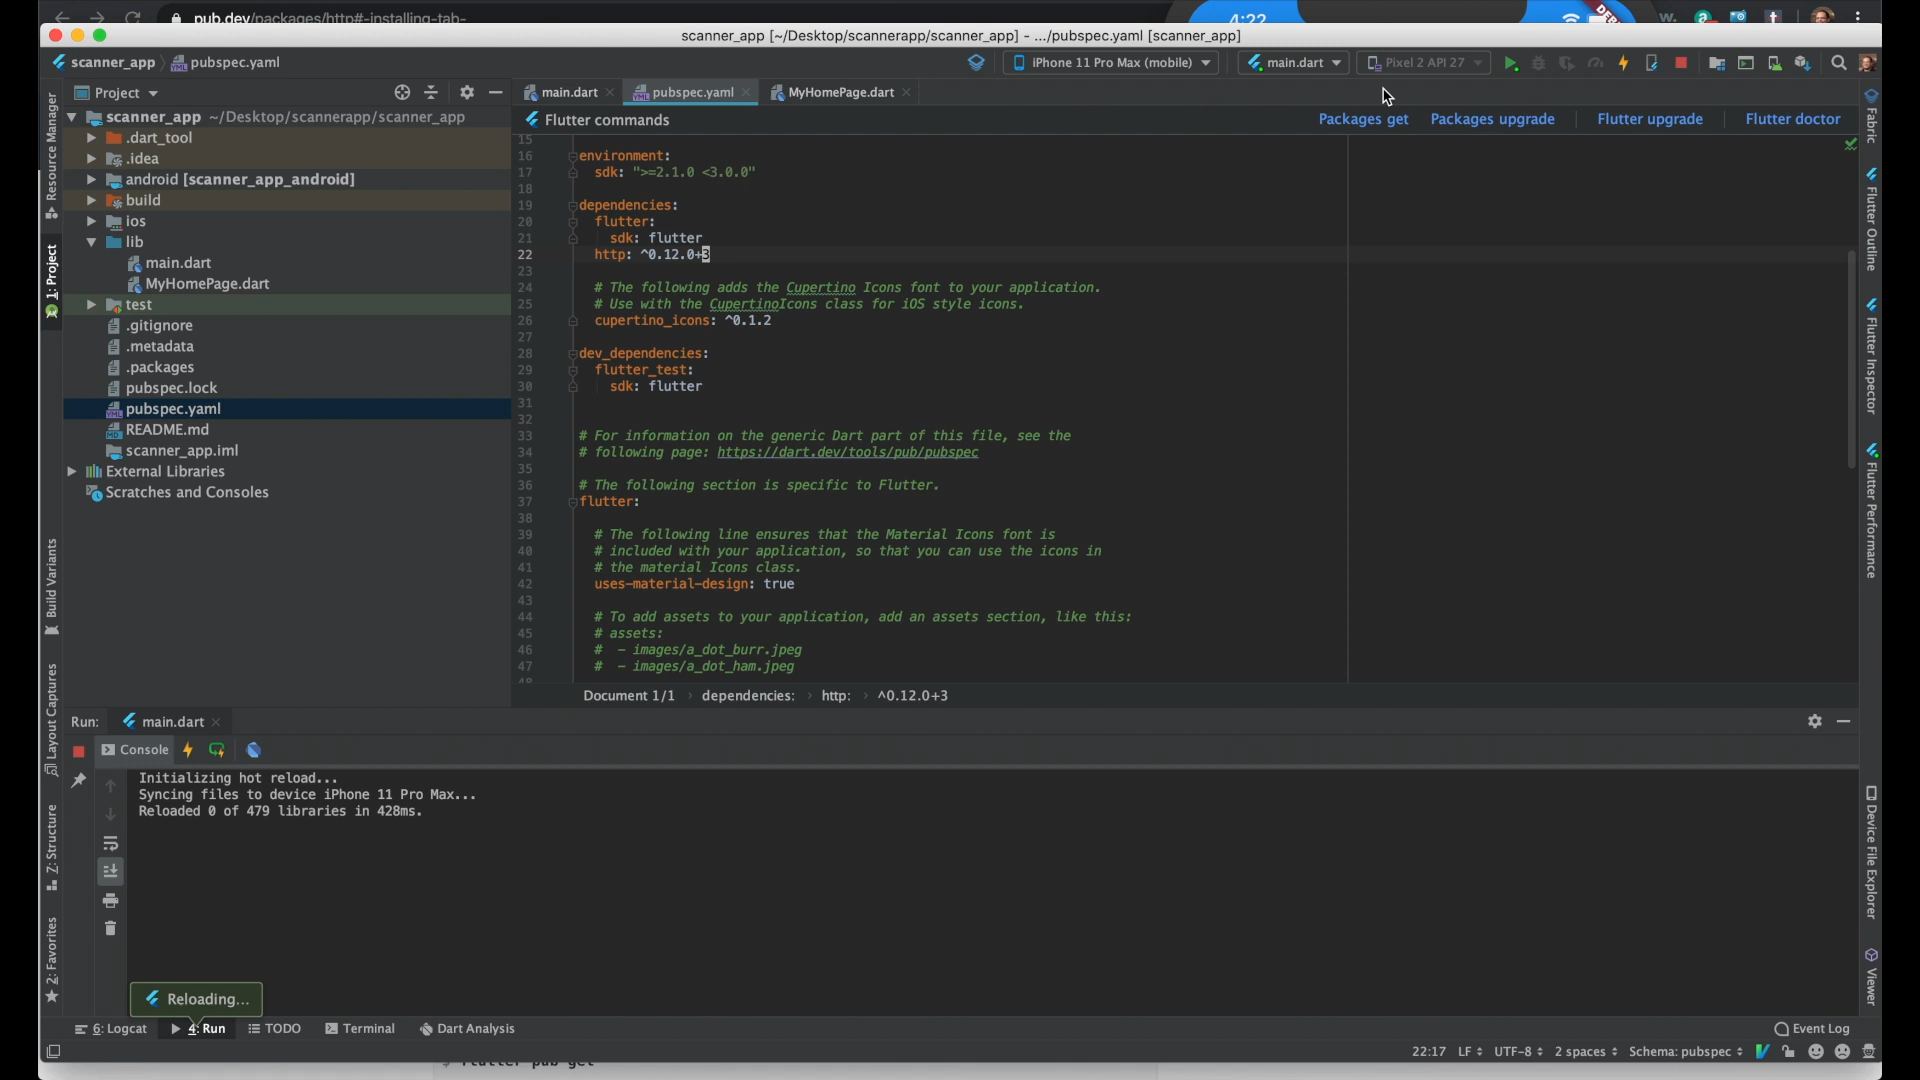 pub.dev/packages/http#-installing-tab-
4:22
scanner_app [~/Desktop/scannerapp/scanner_app] - .../pubspec.yaml [scanner_app]
scanner_app
pubspec.yaml
iPhone 11 Pro Max (mobile)
main.dart
Pixel 2 API 27
Project
main.dart
pubspec.yaml
MyHomePage.dart
Flutter commands
Packages get
Packages upgrade
Flutter upgrade
Flutter doctor
Resource Manager
1: Project
Build Variants
Layout Captures
Z: Structure
2: Favorites
scanner_app ~/Desktop/scannerapp/scanner_app
.dart_tool
.idea
android [scanner_app_android]
build
ios
lib
main.dart
MyHomePage.dart
test
.gitignore
.metadata
.packages
pubspec.lock
pubspec.yaml
README.md
scanner_app.iml
External Libraries
Scratches and Consoles
15
16 environment:
17 sdk: ">=2.1.0 <3.0.0"
18
19 dependencies:
20 flutter:
21 sdk: flutter
22 http: ^0.12.0+3
23
24 # The following adds the Cupertino Icons font to your application.
25 # Use with the CupertinoIcons class for iOS style icons.
26 cupertino_icons: ^0.1.2
27
28 dev_dependencies:
29 flutter_test:
30 sdk: flutter
31
32
33 # For information on the generic Dart part of this file, see the
34 # following page: https://dart.dev/tools/pub/pubspec
35
36 # The following section is specific to Flutter.
37 flutter:
38
39 # The following line ensures that the Material Icons font is
40 # included with your application, so that you can use the icons in
41 # the material Icons class.
42 uses-material-design: true
43
44 # To add assets to your application, add an assets section, like this:
45 # assets:
46 # - images/a_dot_burr.jpeg
47 # - images/a_dot_ham.jpeg
48
Document 1/1 › dependencies: › http: › ^0.12.0+3
Fabric
Flutter Outline
Flutter Inspector
Flutter Performance
Device File Explorer
Viewer
Run:
main.dart
Console
Initializing hot reload...
Syncing files to device iPhone 11 Pro Max...
Reloaded 0 of 479 libraries in 428ms.
Reloading...
6: Logcat
4: Run
TODO
Terminal
Dart Analysis
Event Log
22:17
LF
UTF-8
2 spaces
Schema: pubspec
$ flutter pub get